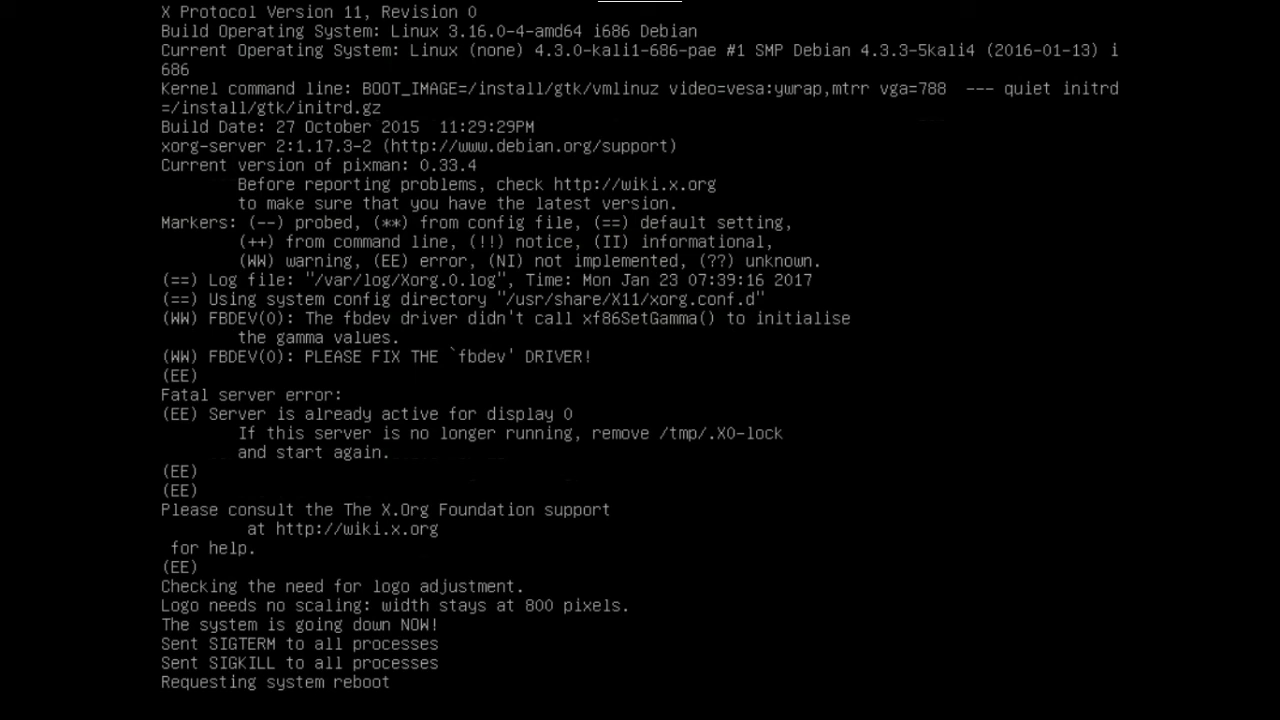 X Protocol Version 11, Revision 0
Build Operating System: Linux 3.16.0-4-amd64 i686 Debian
Current Operating System: Linux (none) 4.3.0-kali1-686-pae #1 SMP Debian 4.3.3-5kali4 (2016-01-13) i
686
Kernel command line: BOOT_IMAGE=/install/gtk/vmlinuz video=vesa:ywrap,mtrr vga=788  --- quiet initrd
=/install/gtk/initrd.gz
Build Date: 27 October 2015  11:29:29PM
xorg-server 2:1.17.3-2 (http://www.debian.org/support)
Current version of pixman: 0.33.4
        Before reporting problems, check http://wiki.x.org
        to make sure that you have the latest version.
Markers: (--) probed, (**) from config file, (==) default setting,
        (++) from command line, (!!) notice, (II) informational,
        (WW) warning, (EE) error, (NI) not implemented, (??) unknown.
(==) Log file: "/var/log/Xorg.0.log", Time: Mon Jan 23 07:39:16 2017
(==) Using system config directory "/usr/share/X11/xorg.conf.d"
(WW) FBDEV(0): The fbdev driver didn't call xf86SetGamma() to initialise
        the gamma values.
(WW) FBDEV(0): PLEASE FIX THE `fbdev' DRIVER!
(EE)
Fatal server error:
(EE) Server is already active for display 0
        If this server is no longer running, remove /tmp/.X0-lock
        and start again.
(EE)
(EE)
Please consult the The X.Org Foundation support
         at http://wiki.x.org
 for help.
(EE)
Checking the need for logo adjustment.
Logo needs no scaling: width stays at 800 pixels.
The system is going down NOW!
Sent SIGTERM to all processes
Sent SIGKILL to all processes
Requesting system reboot